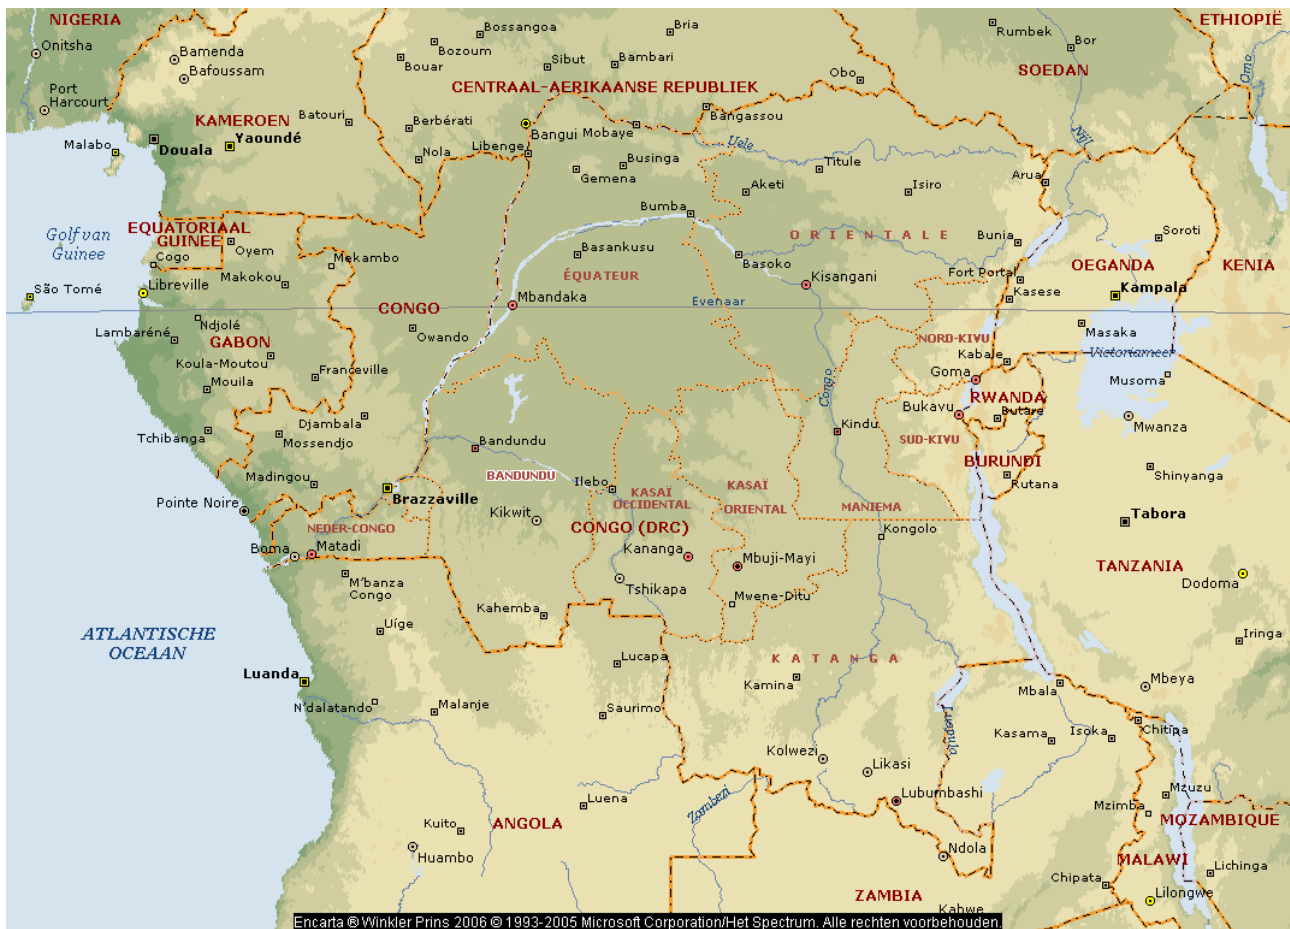 NIGERIA
Onitsha
Port
Harcourt
Bamenda
Bafoussam
KAMEROEN
Yaoundé
Douala
Malabo
Batouri
Bossangoa
Bozoum
Bouar
Sibut
Bria
Bambari
CENTRAAL-AERIKAANSE REPUBLIEK
Obo
Berbérati
Nola
Bangui
Mobaye
Bangassou
Libenge
Rumbek
Bor
SOEDAN
ETHIOPIË
Omo
Nijl
Uele
Gemena
Businga
Titule
Aketi
Isiro
Arua
Bumba
Basankusu
Basoko
ORIENTALE
Bunia
Kisangani
Fort Portal
Kasese
OEGANDA
Kampala
Soroti
KENIA
Masaka
Victoriameer
Musoma
Mwanza
Golf van
Guinee
EQUATORIAAL
GUINEE
Cogo
Oyem
Mekambo
Makokou
São Tomé
Libreville
Ndjolé
Lambaréné
GABON
Koula-Moutou
Mouila
Franceville
Tchibanga
Mossendjo
Djambala
Madingou
CONGO
Owando
ÉQUATEUR
Mbandaka
Evenaar
Congo
NORD-KIVU
Kabale
Goma
RWANDA
Bukavu
Butare
SUD-KIVU
BURUNDI
Rutana
Kindu
Shinyanga
Tabora
TANZANIA
Dodoma
Iringa
Mbeya
Bandundu
BANDUNDU
Brazzaville
Pointe Noire
NEDER-CONGO
Boma
Matadi
Kikwit
Ilebo
KASAÏ
OCCIDENTAL
KASAÏ
ORIENTAL
MANIEMA
CONGO (DRC)
Kananga
Mbuji-Mayi
Kongolo
Tshikapa
Mwene-Ditu
M'banza
Congo
Kahemba
Uíge
ATLANTISCHE
OCEAAN
Luanda
N'dalatando
Malanje
Lucapa
Saurimo
KATANGA
Kamina
Luapula
Mbala
Kasama
Isoka
Chitipa
Kolwezi
Likasi
Lubumbashi
Mzuzu
Mzimba
MOZAMBIQUE
Luena
Zambezi
ANGOLA
Kuito
Huambo
Ndola
MALAWI
Lichinga
Chipata
Lilongwe
ZAMBIA
Kabwe
Encarta ® Winkler Prins 2006 © 1993-2005 Microsoft Corporation/Het Spectrum. Alle rechten voorbehouden.